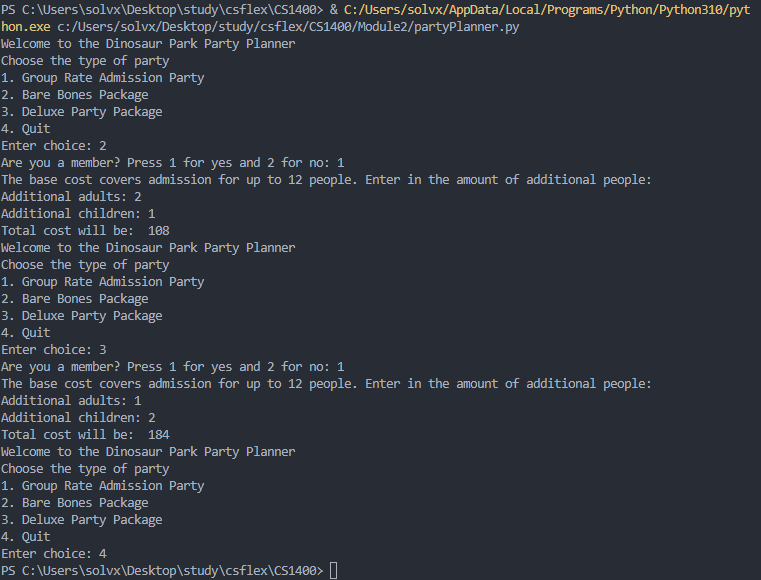 PS C:\Users\solvx\Desktop\study\csflex\CS1400> & C:/Users/solvx/AppData/Local/Programs/Python/Python310/pyt
hon.exe c:/Users/solvx/Desktop/study/csflex/CS1400/Module2/partyPlanner.py
Welcome to the Dinosaur Park Party Planner
Choose the type of party
1. Group Rate Admission Party
2. Bare Bones Package
3. Deluxe Party Package
4. Quit
Enter choice: 2
Are you a member? Press 1 for yes and 2 for no: 1
The base cost covers admission for up to 12 people. Enter in the amount of additional people:
Additional adults: 2
Additional children: 1
Total cost will be:  108
Welcome to the Dinosaur Park Party Planner
Choose the type of party
1. Group Rate Admission Party
2. Bare Bones Package
3. Deluxe Party Package
4. Quit
Enter choice: 3
Are you a member? Press 1 for yes and 2 for no: 1
The base cost covers admission for up to 12 people. Enter in the amount of additional people:
Additional adults: 1
Additional children: 2
Total cost will be:  184
Welcome to the Dinosaur Park Party Planner
Choose the type of party
1. Group Rate Admission Party
2. Bare Bones Package
3. Deluxe Party Package
4. Quit
Enter choice: 4
PS C:\Users\solvx\Desktop\study\csflex\CS1400>